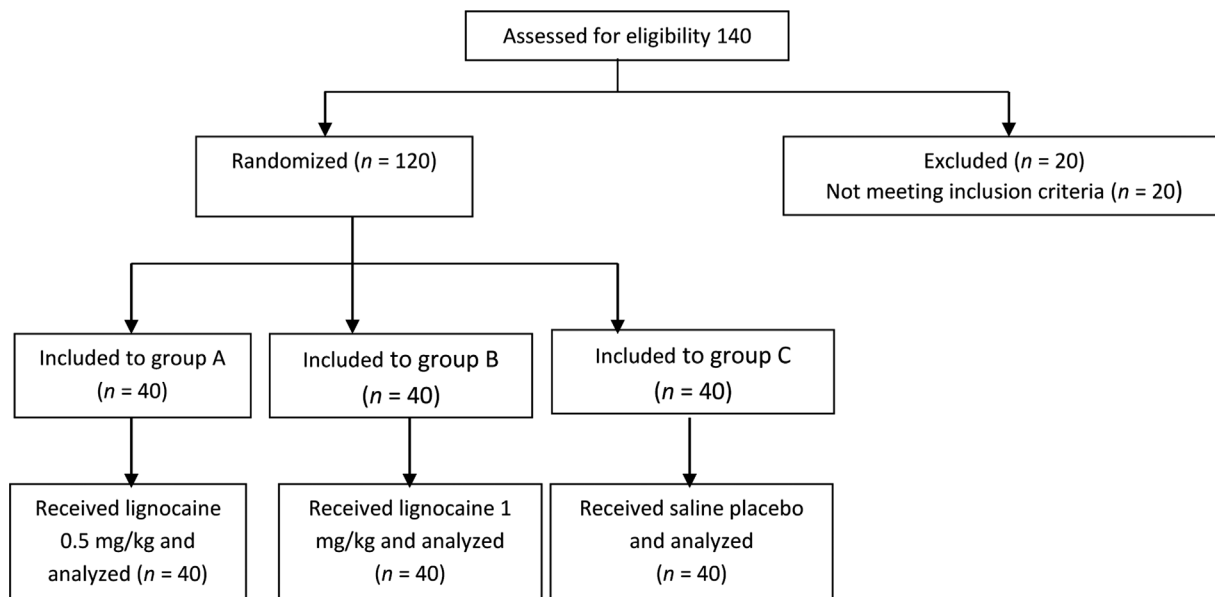 Assessed for eligibility 140
Randomized (n = 120)
Excluded (n = 20)
Not meeting inclusion criteria (n = 20)
Included to group A
(n = 40)
Included to group B
(n = 40)
Included to group C
(n = 40)
Received lignocaine
0.5 mg/kg and
analyzed (n = 40)
Received lignocaine 1
mg/kg and analyzed
(n = 40)
Received saline placebo
and analyzed
(n = 40)